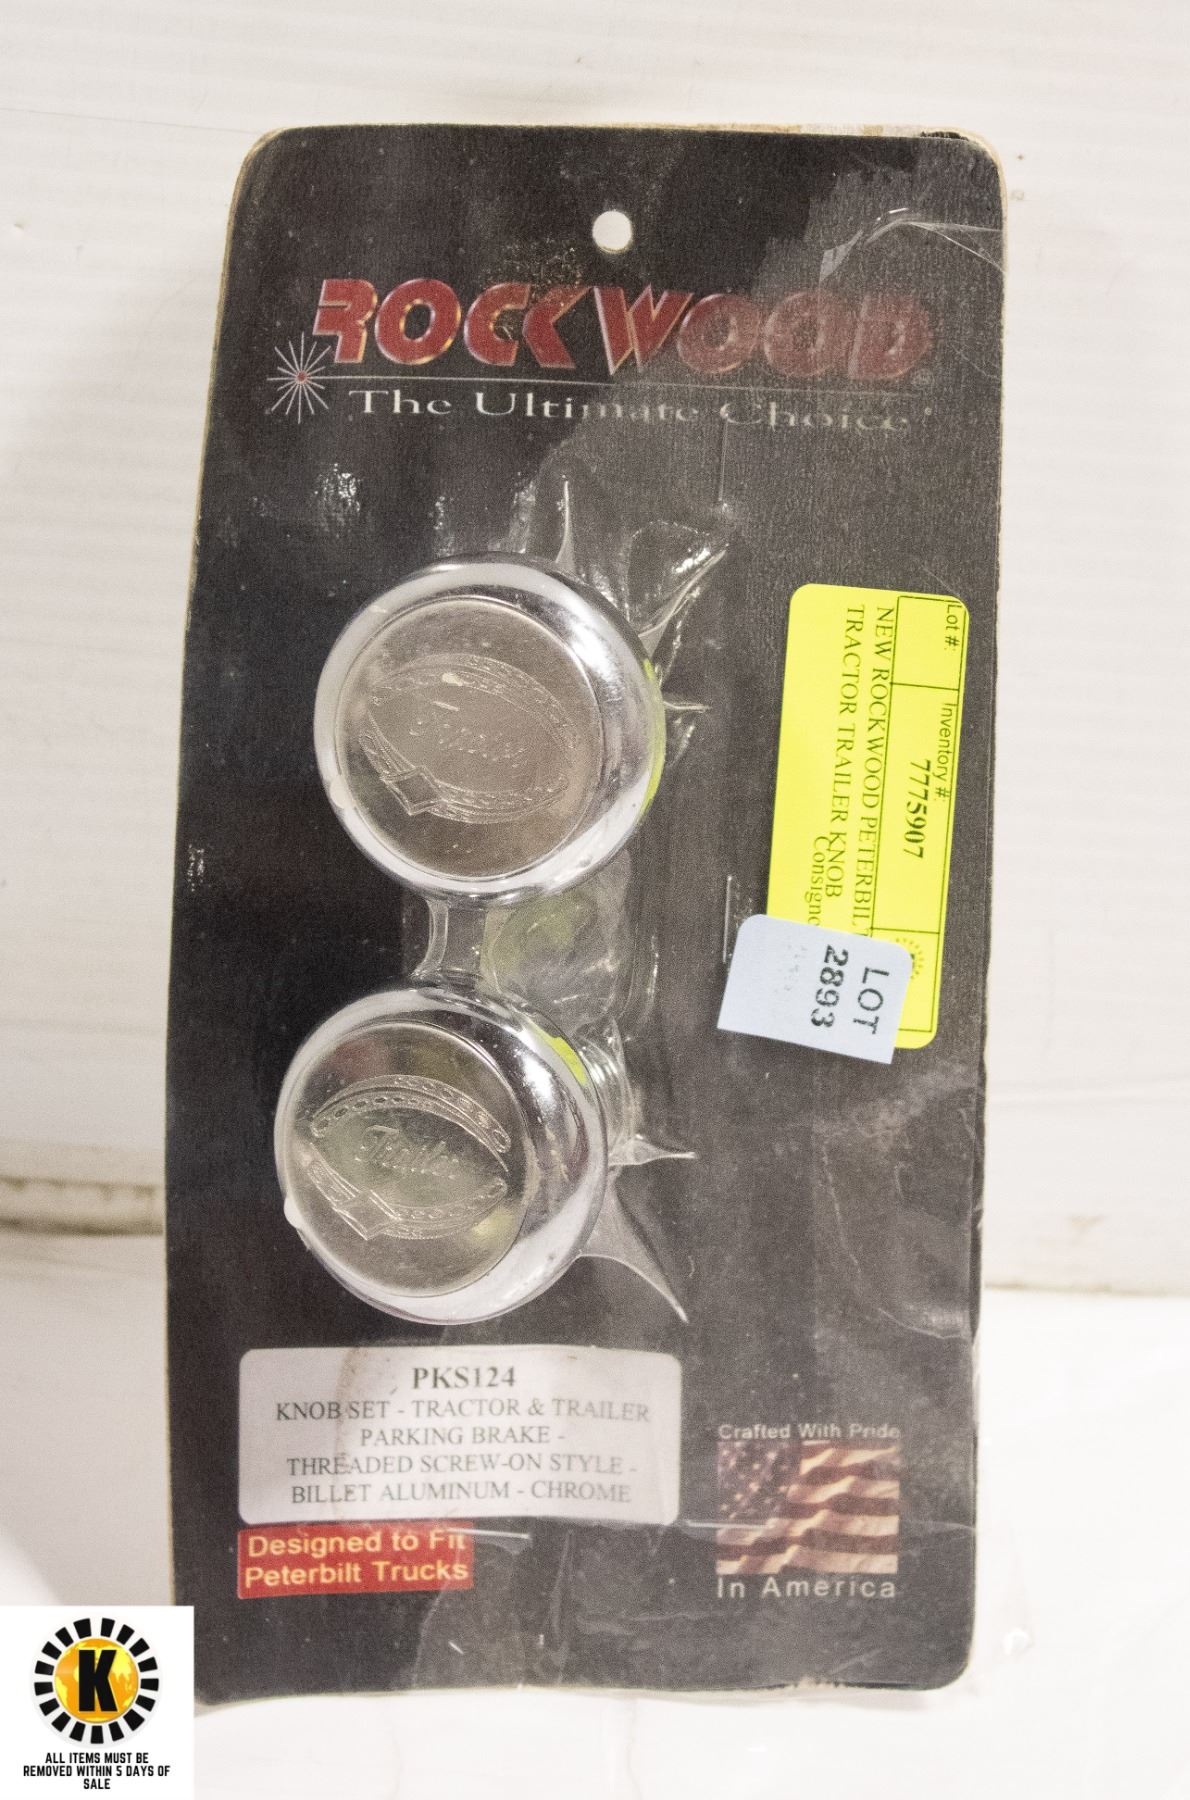 ROCKWOOD
The Ultimate Choice
Tractor
Trailer
Lot #:
Inventory #:
7775907
NEW ROCKWOOD PETERBILT
TRACTOR TRAILER KNOB
LOT
2893
PKS124
KNOB SET - TRACTOR & TRAILER
PARKING BRAKE -
THREADED SCREW-ON STYLE -
BILLET ALUMINUM - CHROME
Designed to Fit
Peterbilt Trucks
Crafted With Pride
In America
K
ALL ITEMS MUST BE
REMOVED WITHIN 5 DAYS OF
SALE